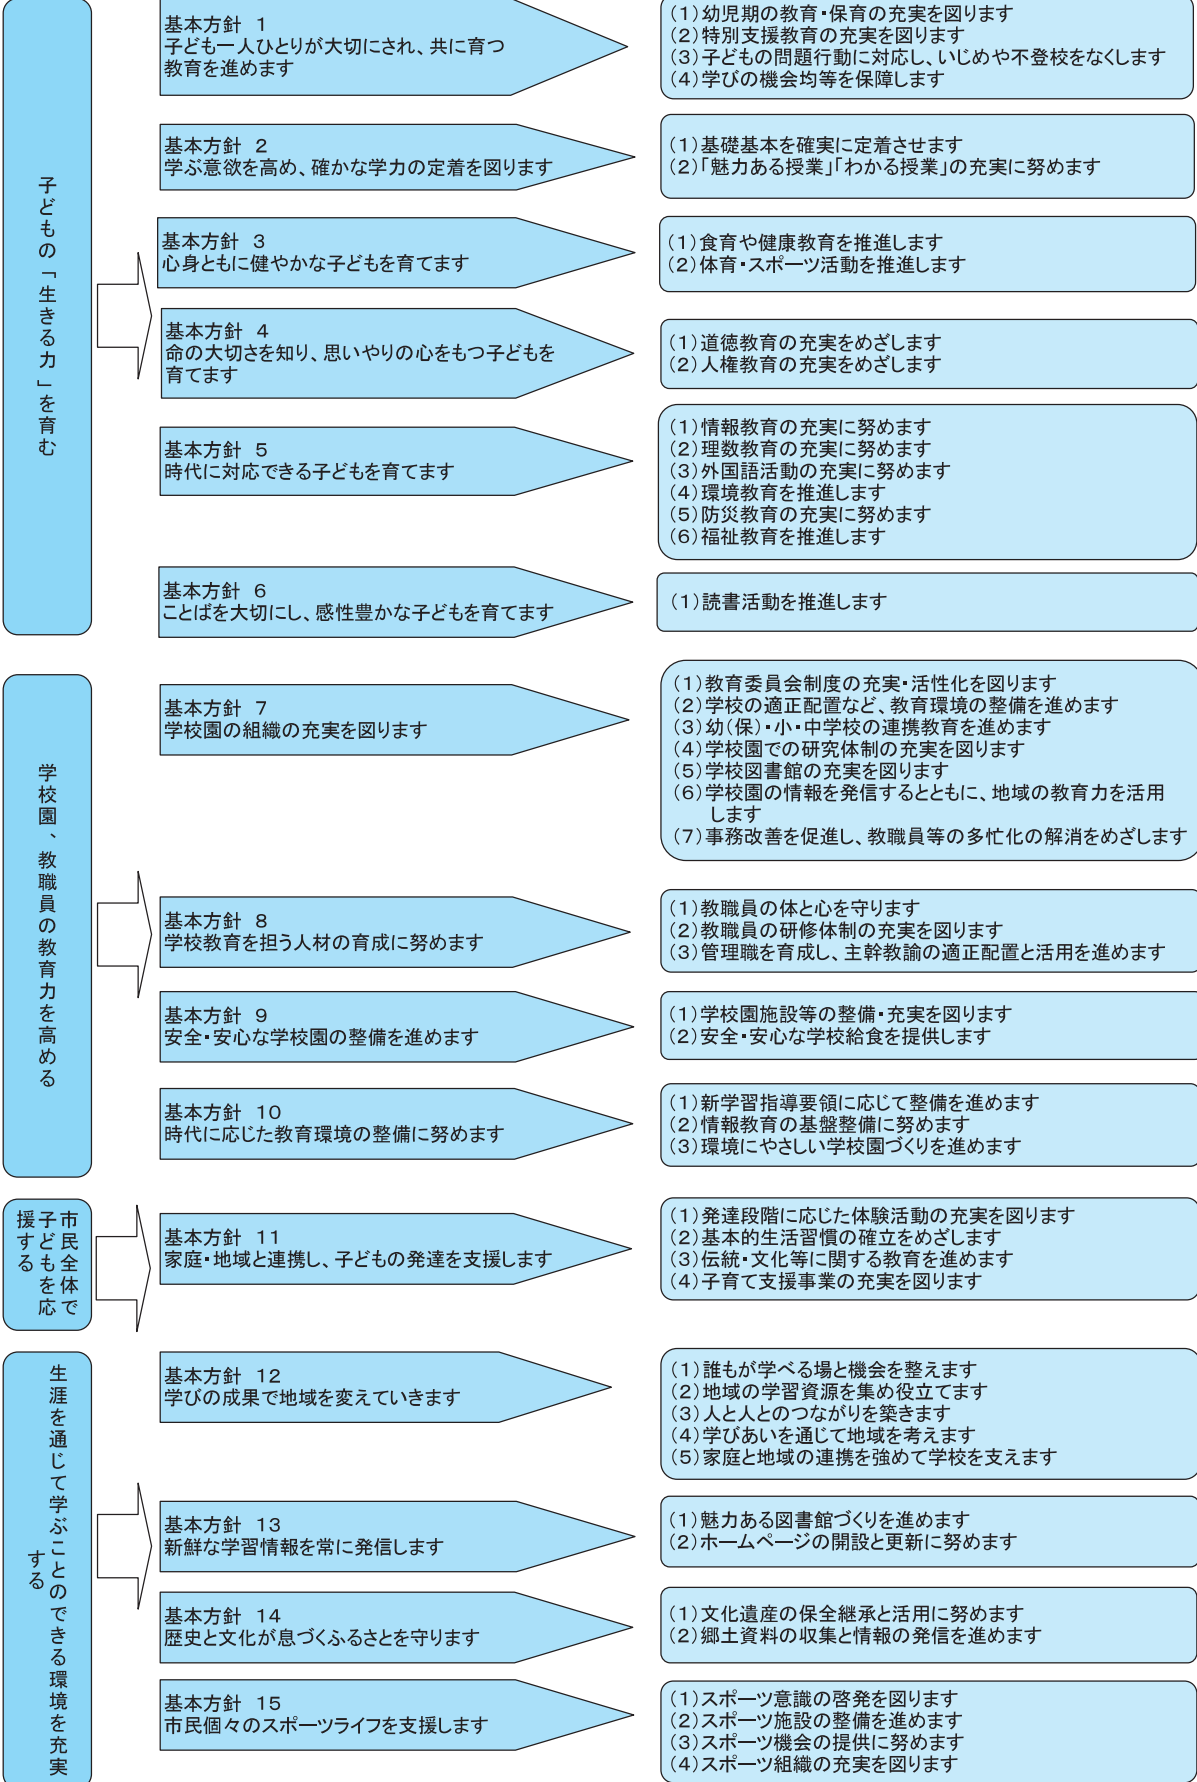 子どもの「生きる力」を育む
基本方針 1
子ども一人ひとりが大切にされ、共に育つ
教育を進めます
(1)幼児期の教育・保育の充実を図ります
(2)特別支援教育の充実を図ります
(3)子どもの問題行動に対応し、いじめや不登校をなくします
(4)学びの機会均等を保障します
基本方針 2
学ぶ意欲を高め、確かな学力の定着を図ります
(1)基礎基本を確実に定着させます
(2)「魅力ある授業」「わかる授業」の充実に努めます
基本方針 3
心身ともに健やかな子どもを育てます
(1)食育や健康教育を推進します
(2)体育・スポーツ活動を推進します
基本方針 4
命の大切さを知り、思いやりの心をもつ子どもを
育てます
(1)道徳教育の充実をめざします
(2)人権教育の充実をめざします
基本方針 5
時代に対応できる子どもを育てます
(1)情報教育の充実に努めます
(2)理数教育の充実に努めます
(3)外国語活動の充実に努めます
(4)環境教育を推進します
(5)防災教育の充実に努めます
(6)福祉教育を推進します
基本方針 6
ことばを大切にし、感性豊かな子どもを育てます
(1)読書活動を推進します
学校園、教職員の教育力を高める
基本方針 7
学校園の組織の充実を図ります
(1)教育委員会制度の充実・活性化を図ります
(2)学校の適正配置など、教育環境の整備を進めます
(3)幼(保)・小・中学校の連携教育を進めます
(4)学校園での研究体制の充実を図ります
(5)学校図書館の充実を図ります
(6)学校園の情報を発信するとともに、地域の教育力を活用
します
(7)事務改善を促進し、教職員等の多忙化の解消をめざします
基本方針 8
学校教育を担う人材の育成に努めます
(1)教職員の体と心を守ります
(2)教職員の研修体制の充実を図ります
(3)管理職を育成し、主幹教諭の適正配置と活用を進めます
基本方針 9
安全・安心な学校園の整備を進めます
(1)学校園施設等の整備・充実を図ります
(2)安全・安心な学校給食を提供します
基本方針 10
時代に応じた教育環境の整備に努めます
(1)新学習指導要領に応じて整備を進めます
(2)情報教育の基盤整備に努めます
(3)環境にやさしい学校園づくりを進めます
市民全体で
子どもを応
援する
基本方針 11
家庭・地域と連携し、子どもの発達を支援します
(1)発達段階に応じた体験活動の充実を図ります
(2)基本的生活習慣の確立をめざします
(3)伝統・文化等に関する教育を進めます
(4)子育て支援事業の充実を図ります
生涯を通じて学ぶことのできる環境を充実
する
基本方針 12
学びの成果で地域を変えていきます
(1)誰もが学べる場と機会を整えます
(2)地域の学習資源を集め役立てます
(3)人と人とのつながりを築きます
(4)学びあいを通じて地域を考えます
(5)家庭と地域の連携を強めて学校を支えます
基本方針 13
新鮮な学習情報を常に発信します
(1)魅力ある図書館づくりを進めます
(2)ホームページの開設と更新に努めます
基本方針 14
歴史と文化が息づくふるさとを守ります
(1)文化遺産の保全継承と活用に努めます
(2)郷土資料の収集と情報の発信を進めます
基本方針 15
市民個々のスポーツライフを支援します
(1)スポーツ意識の啓発を図ります
(2)スポーツ施設の整備を進めます
(3)スポーツ機会の提供に努めます
(4)スポーツ組織の充実を図ります